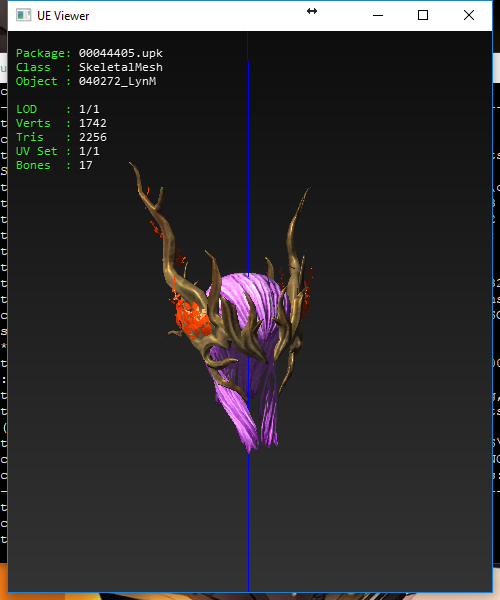 UE Viewer
Package: 00044405.upk
Class  : SkeletalMesh
Object : 040272_LynM
LOD    : 1/1
Verts  : 1742
Tris   : 2256
UV Set : 1/1
Bones  : 17